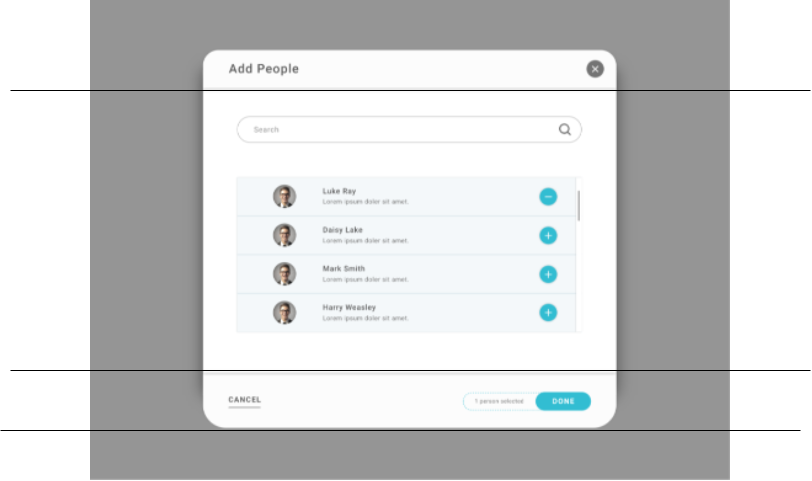 Add People
Search
Luke Ray
Lorem ipsum doler sit amet.
Daisy Lake
Lorem ipsum doler sit amet.
Mark Smith
Lorem ipsum doler sit amet.
Harry Weasley
Lorem ipsum doler sit amet.
CANCEL
1 person selected
DONE